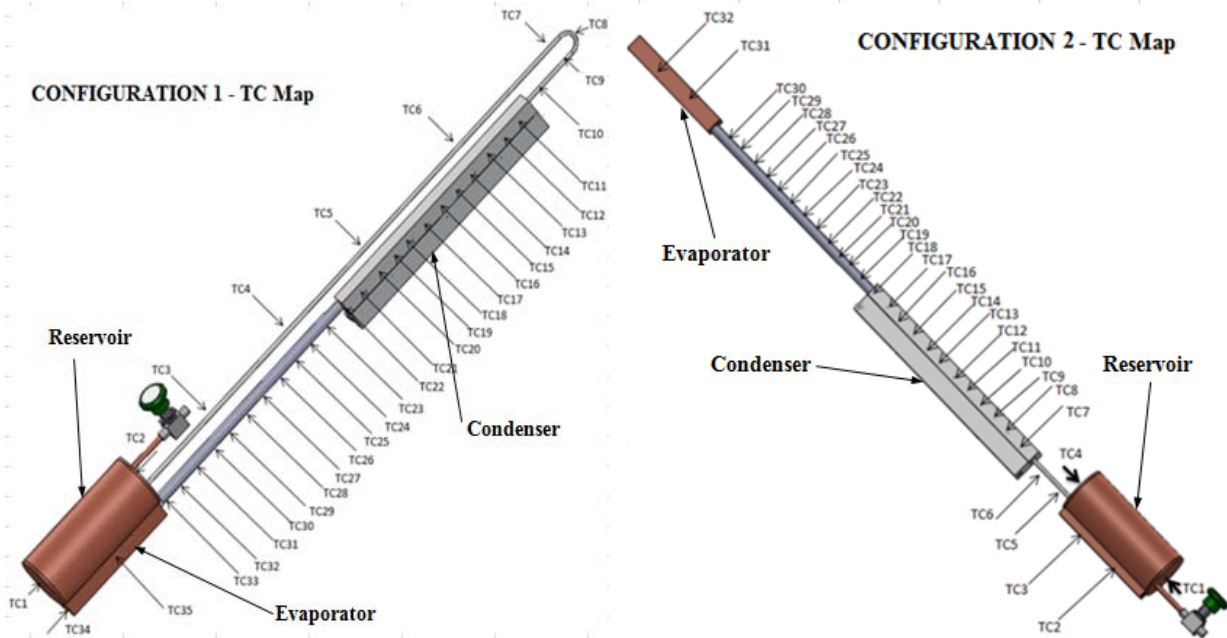 CONFIGURATION 1 - TC Map
TC7
TC8
TC9
TC6
TC10
TC11
TC12
TC5
TC13
TC14
TC15
TC16
TC4
TC17
TC18
TC19
TC20
Reservoir
TC3
TC21
TC22
TC23
Condenser
TC24
TC2
TC25
TC26
TC27
TC28
TC29
TC30
TC31
TC32
TC33
TC35
TC1
TC34
Evaporator
CONFIGURATION 2 - TC Map
TC32
TC31
TC30
TC29
TC28
TC27
TC26
TC25
TC24
TC23
TC22
TC21
TC20
TC19
TC18
TC17
TC16
TC15
TC14
TC13
TC12
TC11
TC10
TC9
TC8
TC7
Evaporator
Condenser
Reservoir
TC4
TC6
TC5
TC3
TC2
TC1